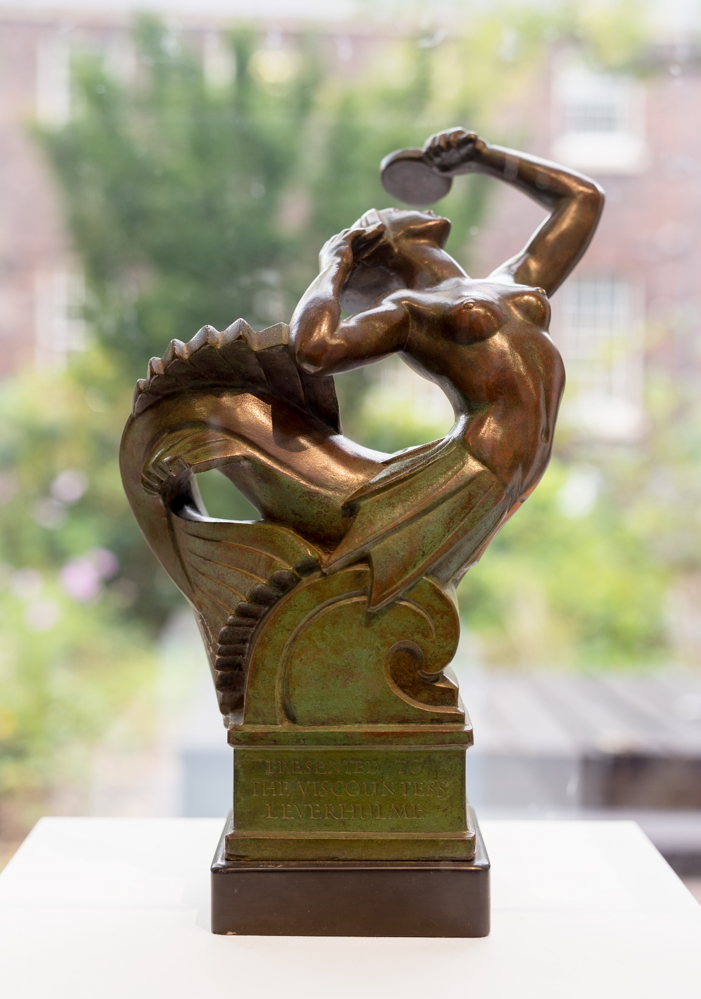 PRESENTED · TO
THE · VISCOUNTESS
LEVERHULME